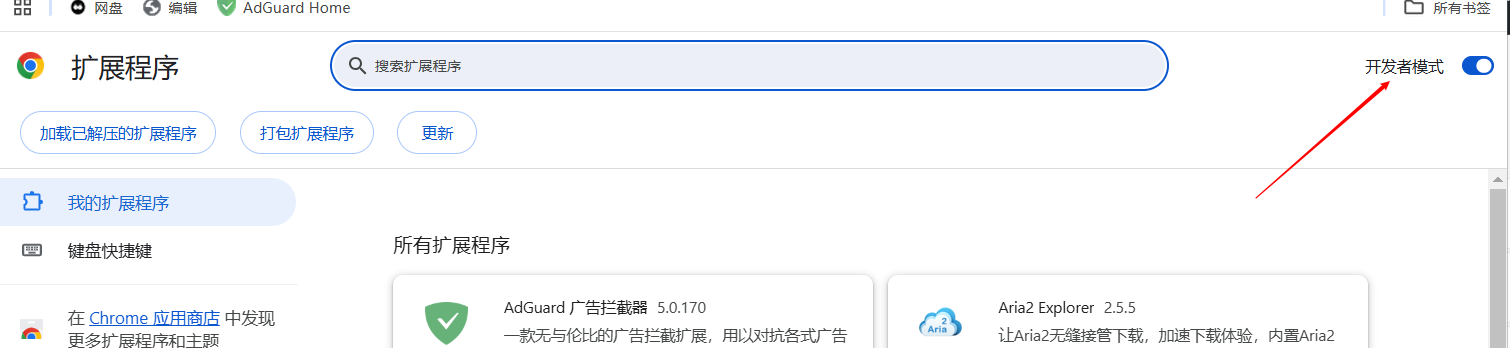 网盘 编辑 AdGuard Home 所有书签
扩展程序 搜索扩展程序 开发者模式
加载已解压的扩展程序 打包扩展程序 更新
我的扩展程序
键盘快捷键
所有扩展程序
在 Chrome 应用商店 中发现
更多扩展程序和主题
AdGuard 广告拦截器 5.0.170
一款无与伦比的广告拦截扩展，用以对抗各式广告
Aria2 Explorer 2.5.5
让Aria2无缝接管下载，加速下载体验，内置Aria2
Aria 2